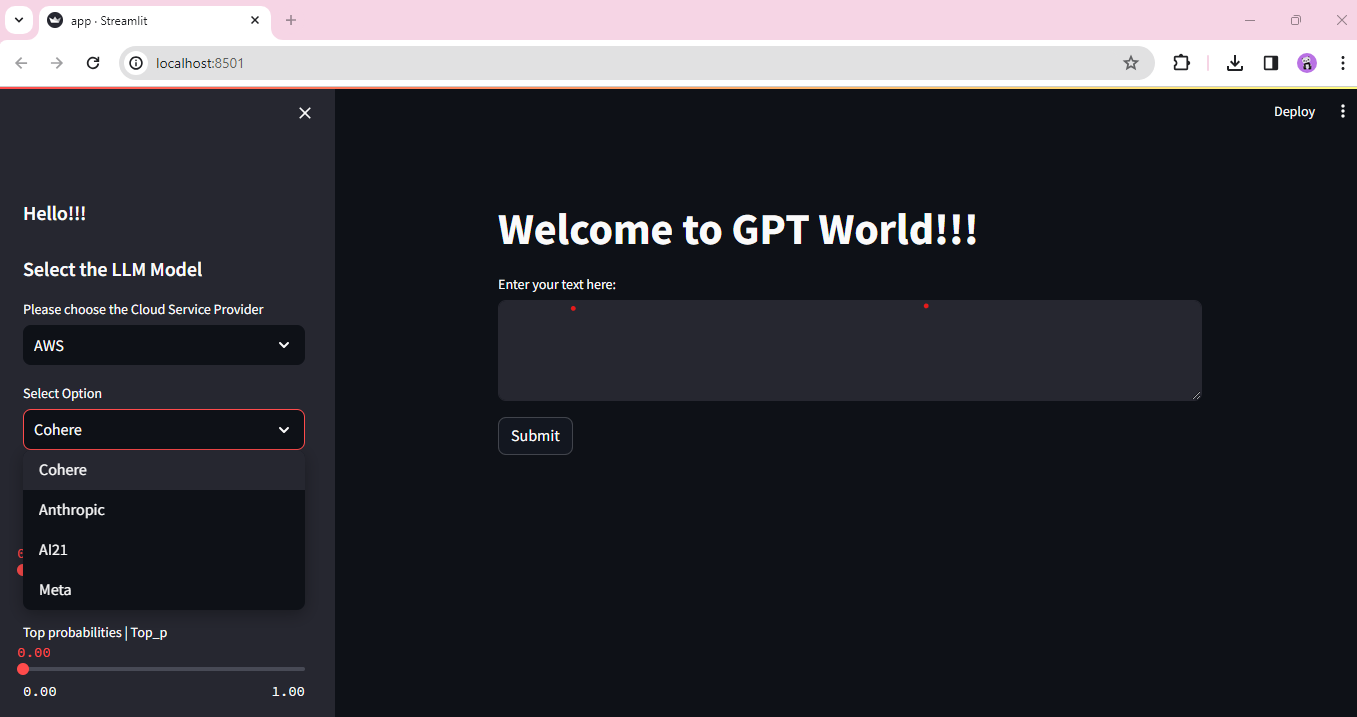 app · Streamlit
localhost:8501
Deploy
Hello!!!
Select the LLM Model
Please choose the Cloud Service Provider
AWS
Select Option
Cohere
Cohere
Anthropic
AI21
Meta
Top probabilities | Top_p
0.00
0.00 1.00
Welcome to GPT World!!!
Enter your text here:
Submit